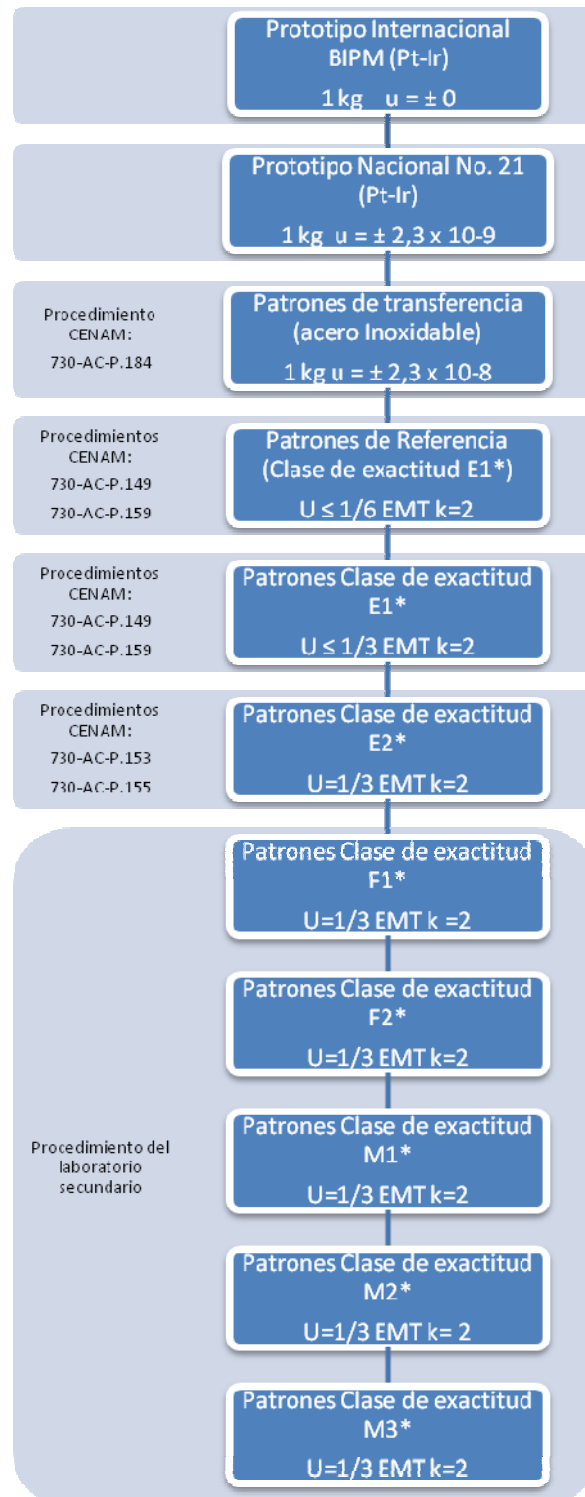 Prototipo Internacional
BIPM (Pt-Ir)
1 kg u = ± 0
Prototipo Nacional No. 21
(Pt-Ir)
1 kg u = ± 2,3 x 10-9
Procedimiento
CENAM:
730-AC-P.184
Patrones de transferencia
(acero Inoxidable)
1 kg u = ± 2,3 x 10-8
Procedimientos
CENAM:
730-AC-P.149
730-AC-P.159
Patrones de Referencia
(Clase de exactitud E1*)
U ≤ 1/6 EMT k=2
Procedimientos
CENAM:
730-AC-P.149
730-AC-P.159
Patrones Clase de exactitud
E1*
U ≤ 1/3 EMT k=2
Procedimientos
CENAM:
730-AC-P.153
730-AC-P.155
Patrones Clase de exactitud
E2*
U=1/3 EMT k=2
Procedimiento del
laboratorio
secundario
Patrones Clase de exactitud
F1*
U=1/3 EMT k =2
Patrones Clase de exactitud
F2*
U=1/3 EMT k=2
Patrones Clase de exactitud
M1*
U=1/3 EMT k=2
Patrones Clase de exactitud
M2*
U=1/3 EMT k= 2
Patrones Clase de exactitud
M3*
U=1/3 EMT k=2